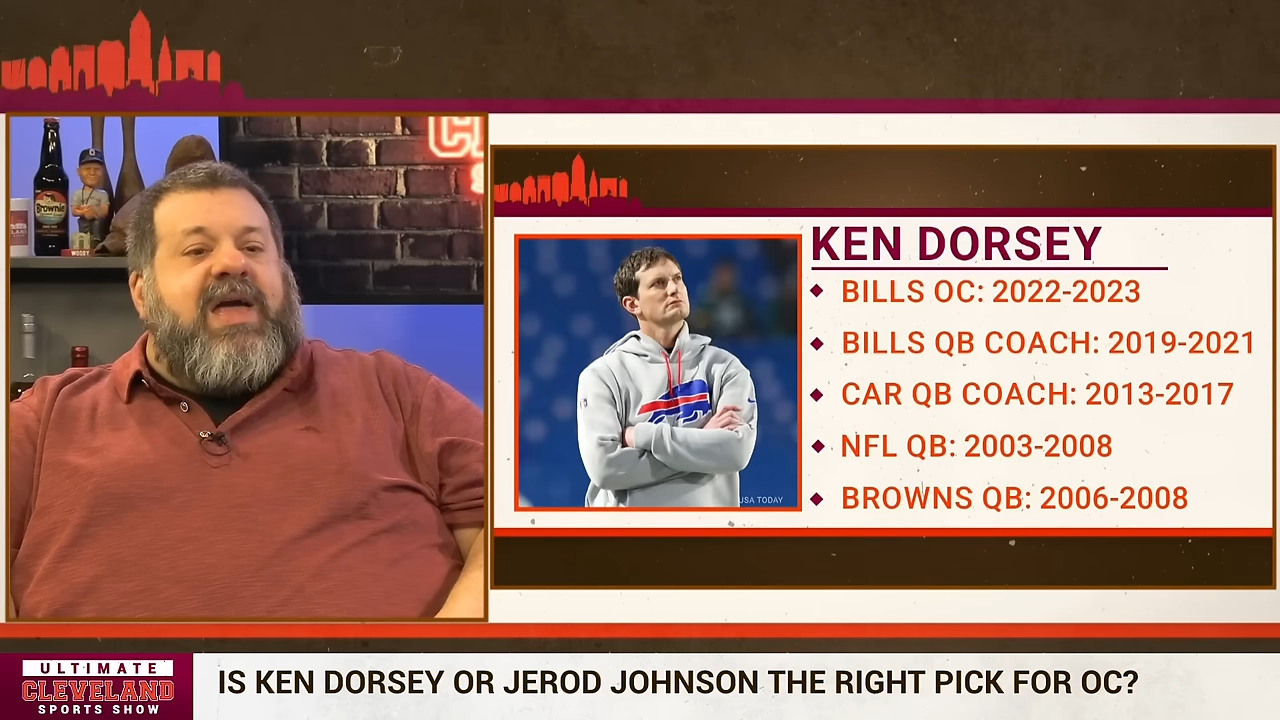 Brownie
WOODY
KEN DORSEY
BILLS OC: 2022-2023
BILLS QB COACH: 2019-2021
CAR QB COACH: 2013-2017
NFL QB: 2003-2008
BROWNS QB: 2006-2008
USA TODAY
ULTIMATE
CLEVELAND
SPORTS SHOW
IS KEN DORSEY OR JEROD JOHNSON THE RIGHT PICK FOR OC?